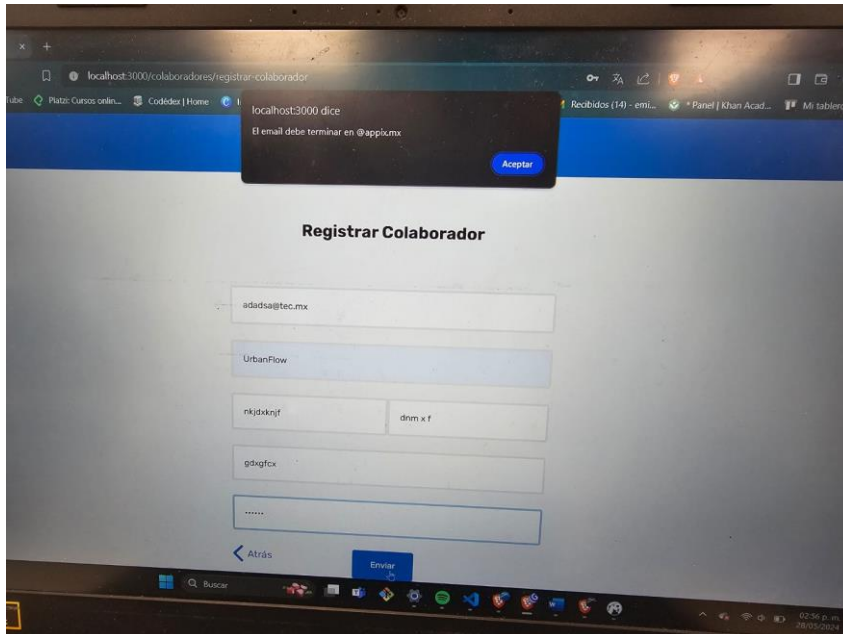 localhost:3000/colaboradores/registrar-colaborador
Tube Platzi: Cursos onlin... Codédex | Home Recibidos (14) - emi... * Panel | Khan Acad... Mi tablero
localhost:3000 dice
El email debe terminar en @appix.mx
Aceptar
Registrar Colaborador
adadsa@tec.mx
UrbanFlow
nkjdxknjf dnm x f
gdxgfcx
......
Atrás
Enviar
Buscar
02:56 p. m.
28/05/2024